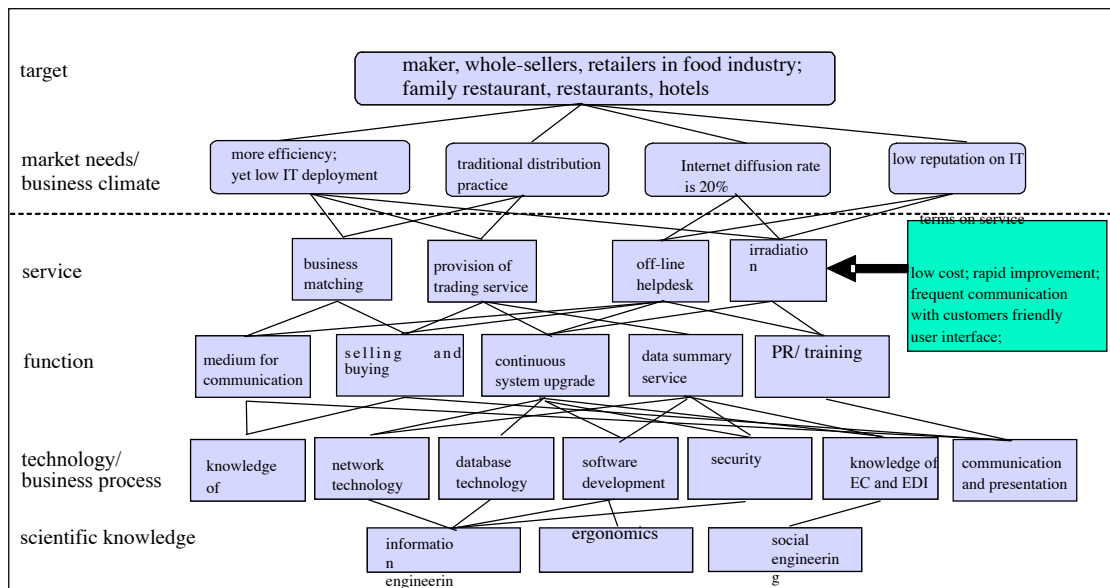 target
maker, whole-sellers, retailers in food industry;
family restaurant, restaurants, hotels
market needs/
business climate
more efficiency;
yet low IT deployment
traditional distribution
practice
Internet diffusion rate
is 20%
low reputation on IT
terms on service
low cost; rapid improvement;
frequent communication
with customers friendly
user interface;
service
business
matching
provision of
trading service
off-line
helpdesk
irradiatio
n
function
medium for
communication
selling and
buying
continuous
system upgrade
data summary
service
PR/ training
technology/
business process
knowledge
of
network
technology
database
technology
software
development
security
knowledge of
EC and EDI
communication
and presentation
scientific knowledge
informatio
n
engineerin
ergonomics
social
engineerin
g